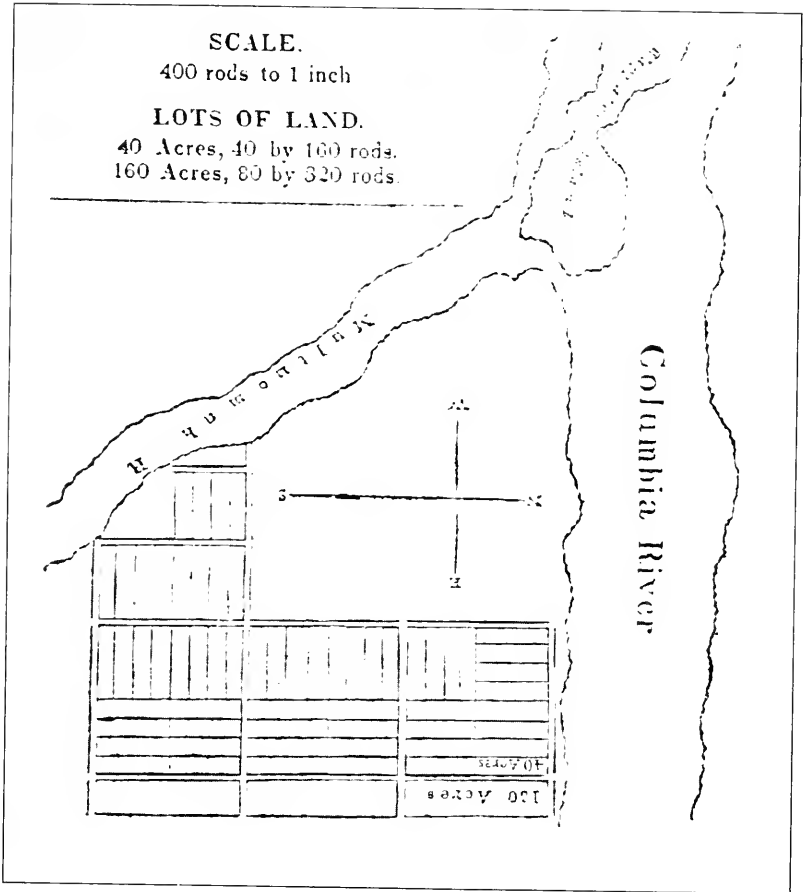 SCALE.
400 rods to 1 inch
LOTS OF LAND.
40 Acres, 40 by 160 rods.
160 Acres, 80 by 320 rods.
Multnomah R
Columbia River
W
S
N
E
40 Acres
160 Acres